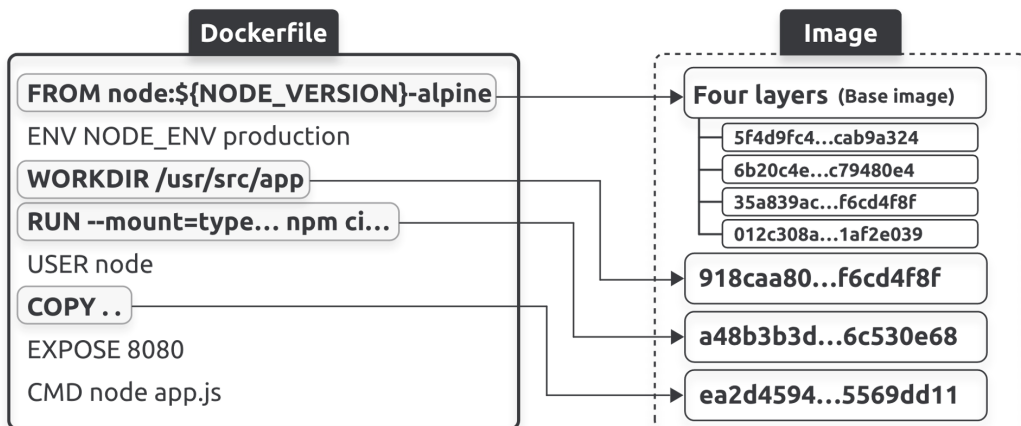 Dockerfile
FROM node:${NODE_VERSION}-alpine
ENV NODE_ENV production
WORKDIR /usr/src/app
RUN --mount=type... npm ci...
USER node
COPY . .
EXPOSE 8080
CMD node app.js
Image
Four layers (Base image)
5f4d9fc4...cab9a324
6b20c4e...c79480e4
35a839ac...f6cd4f8f
012c308a...1af2e039
918caa80...f6cd4f8f
a48b3b3d...6c530e68
ea2d4594...5569dd11